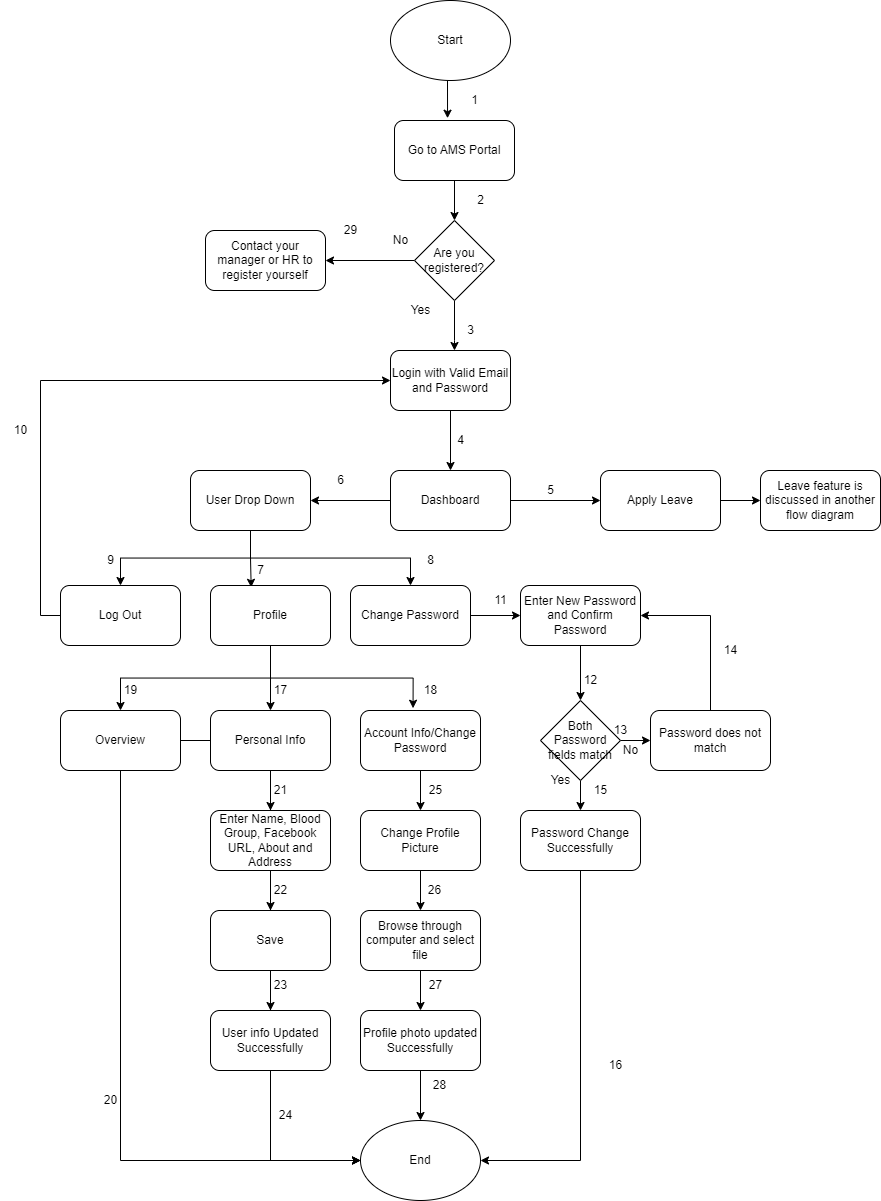 Start
1
Go to AMS Portal
2
29
No
Contact your
manager or HR to
register yourself
Are you
registered?
Yes
3
Login with Valid Email
and Password
10
4
6
5
User Drop Down
Dashboard
Apply Leave
Leave feature is
discussed in another
flow diagram
9
7
8
Log Out
Profile
Change Password
11
Enter New Password
and Confirm
Password
14
19
17
18
12
Overview
Personal Info
Account Info/Change
Password
Both
Password
fields match
13
No
Password does not
match
Yes
21
25
15
Enter Name, Blood
Group, Facebook
URL, About and
Address
Change Profile
Picture
Password Change
Successfully
22
26
Save
Browse through
computer and select
file
23
27
User info Updated
Successfully
Profile photo updated
Successfully
16
28
20
24
End